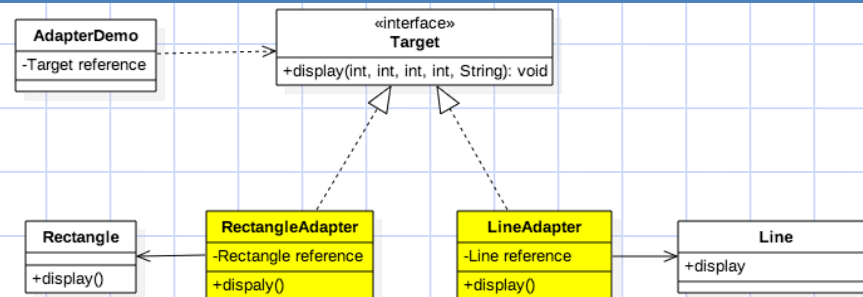 AdapterDemo
-Target reference
«interface»
Target
+display(int, int, int, int, String): void
Rectangle
+display()
RectangleAdapter
-Rectangle reference
+dispaly()
LineAdapter
-Line reference
+display()
Line
+display